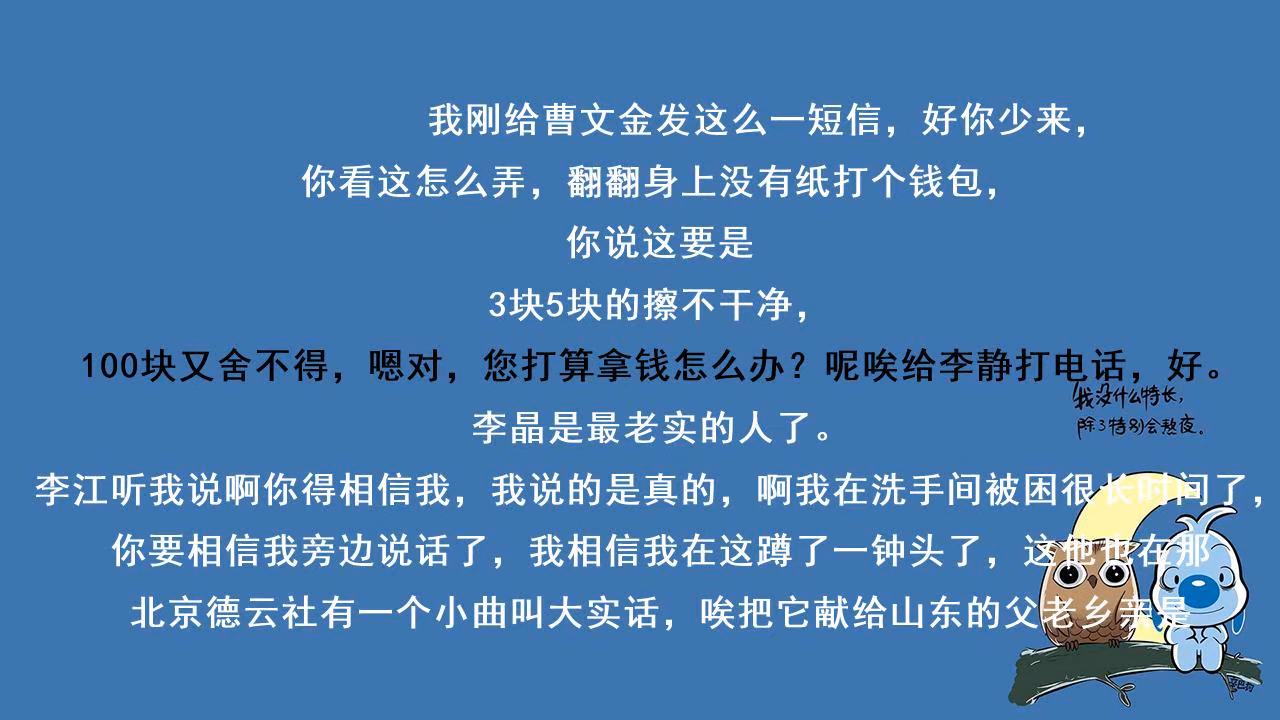 我刚给曹文金发这么一短信，好你少来，
你看这怎么弄，翻翻身上没有纸打个钱包，
你说这要是
3块5块的擦不干净，
100块又舍不得，嗯对，您打算拿钱怎么办？呢唉给李静打电话，好。
我没什么特长，
除了特别会熬夜。
李晶是最老实的人了。
李江听我说啊你得相信我，我说的是真的，啊我在洗手间被困很长时间了，
你要相信我旁边说话了，我相信我在这蹲了一钟头了，这他也在那
北京德云社有一个小曲叫大实话，唉把它献给山东的父老乡亲是